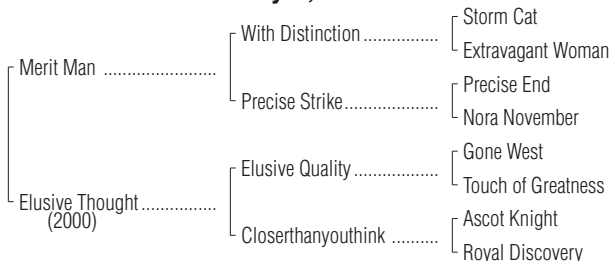 Storm Cat
With Distinction ................
Extravagant Woman
Merit Man ........................
Precise End
Precise Strike....................
Nora November
Gone West
Elusive Quality ..................
Touch of Greatness
Elusive Thought ................
(2000)
Ascot Knight
Closerthanyouthink ..........
Royal Discovery